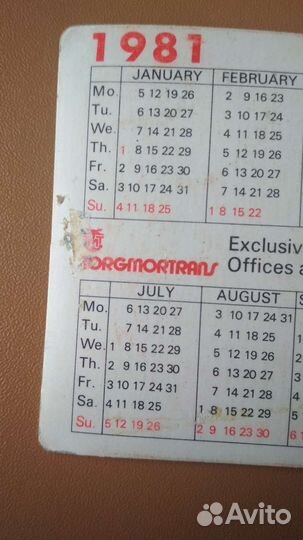 1981
JANUARY FEBRUARY
Mo. 5 12 19 26 2 9 16 23
Tu. 6 13 20 27 3 10 17 24
We. 7 14 21 28 4 11 18 25
Th. 1 8 15 22 29 5 12 19 26
Fr. 2 9 16 23 30 6 13 20 27
Sa. 3 10 17 24 31 7 14 21 28
Su. 4 11 18 25 1 8 15 22
Exclusiv
TORGMORTRANS Offices a
JULY AUGUST S
Mo. 6 13 20 27 3 10 17 24 31
Tu. 7 14 21 28 4 11 18 25
We. 1 8 15 22 29 5 12 19 26
Th. 2 9 16 23 30 6 13 20 27
Fr. 3 10 17 24 31 7 14 21 28
Sa. 4 11 18 25 1 8 15 22 29
Su. 5 12 19 26 2 9 16 23 30 6
Avito